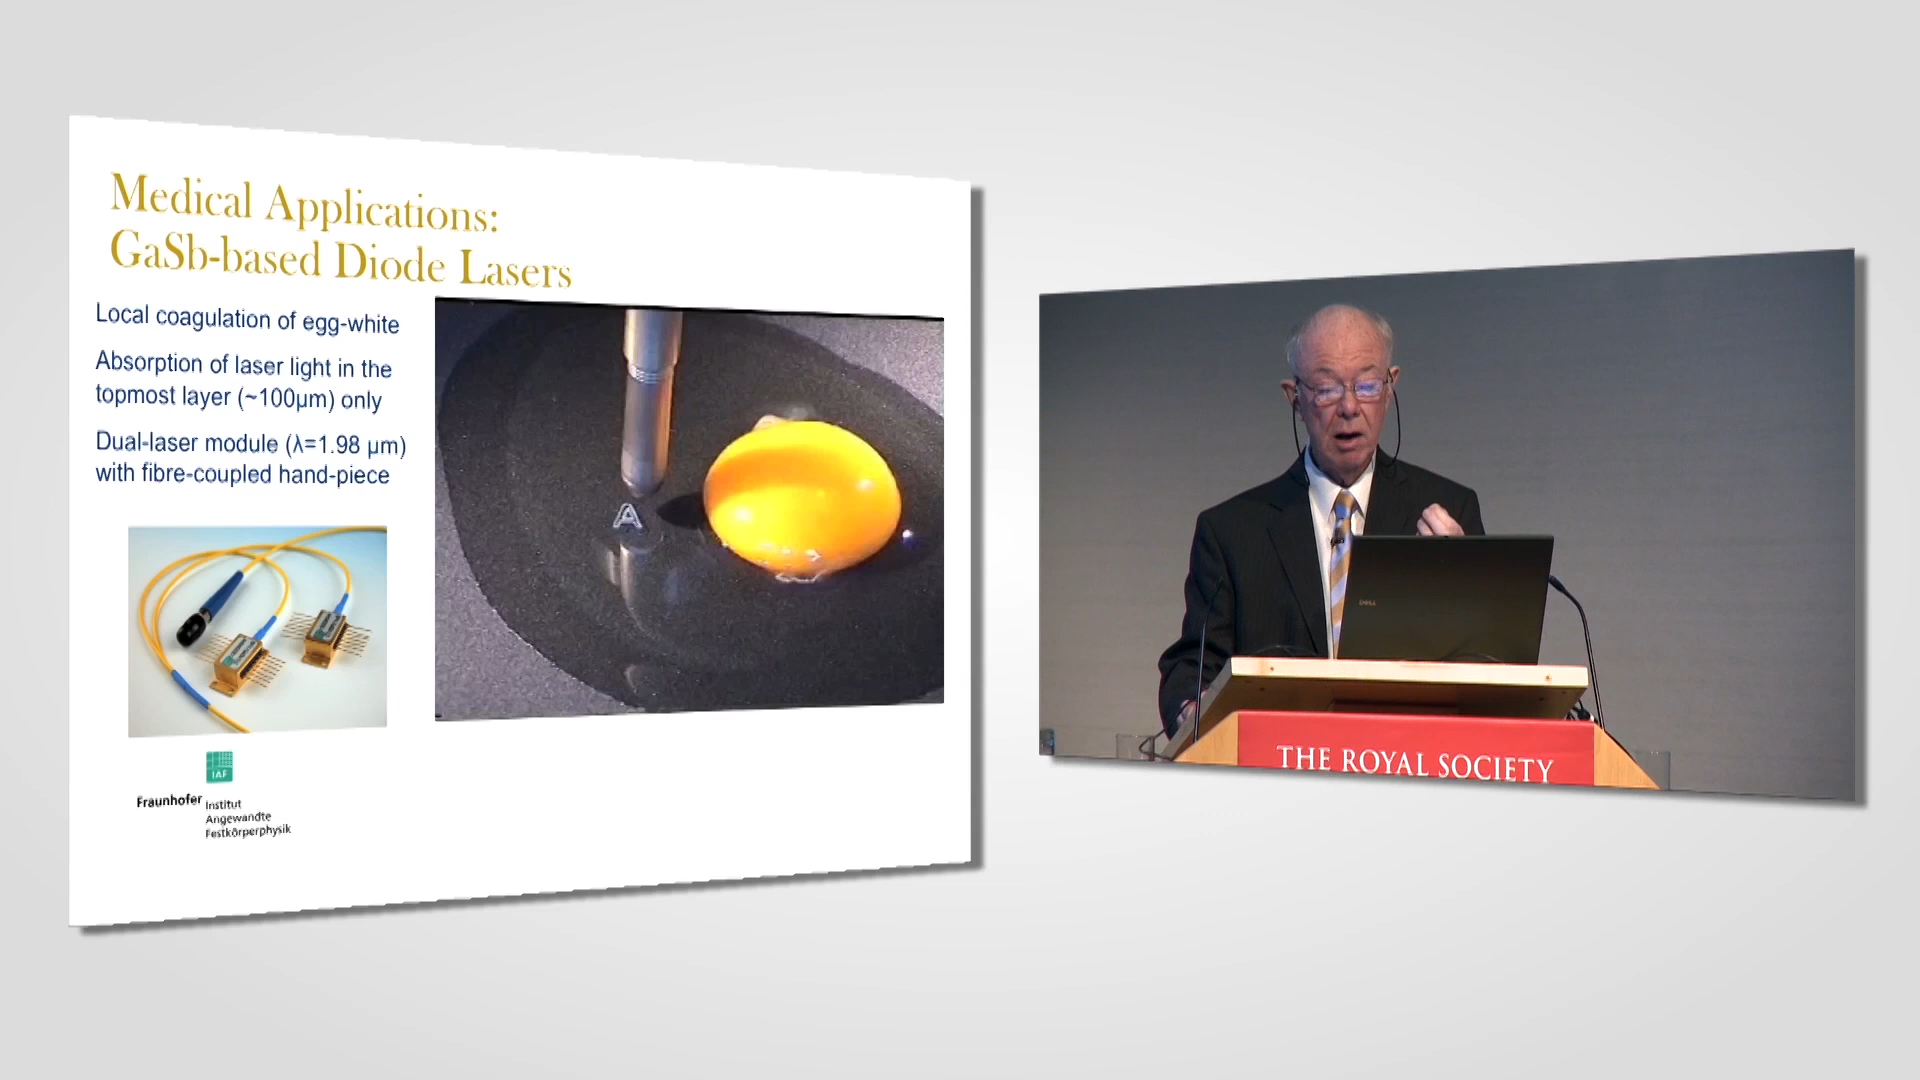 Medical Applications:
GaSb-based Diode Lasers
Local coagulation of egg-white
Absorption of laser light in the
topmost layer (~100µm) only
Dual-laser module (λ=1.98 µm)
with fibre-coupled hand-piece
A
IAF
Fraunhofer Institut
Angewandte
Festkörperphysik
DELL
THE ROYAL SOCIETY